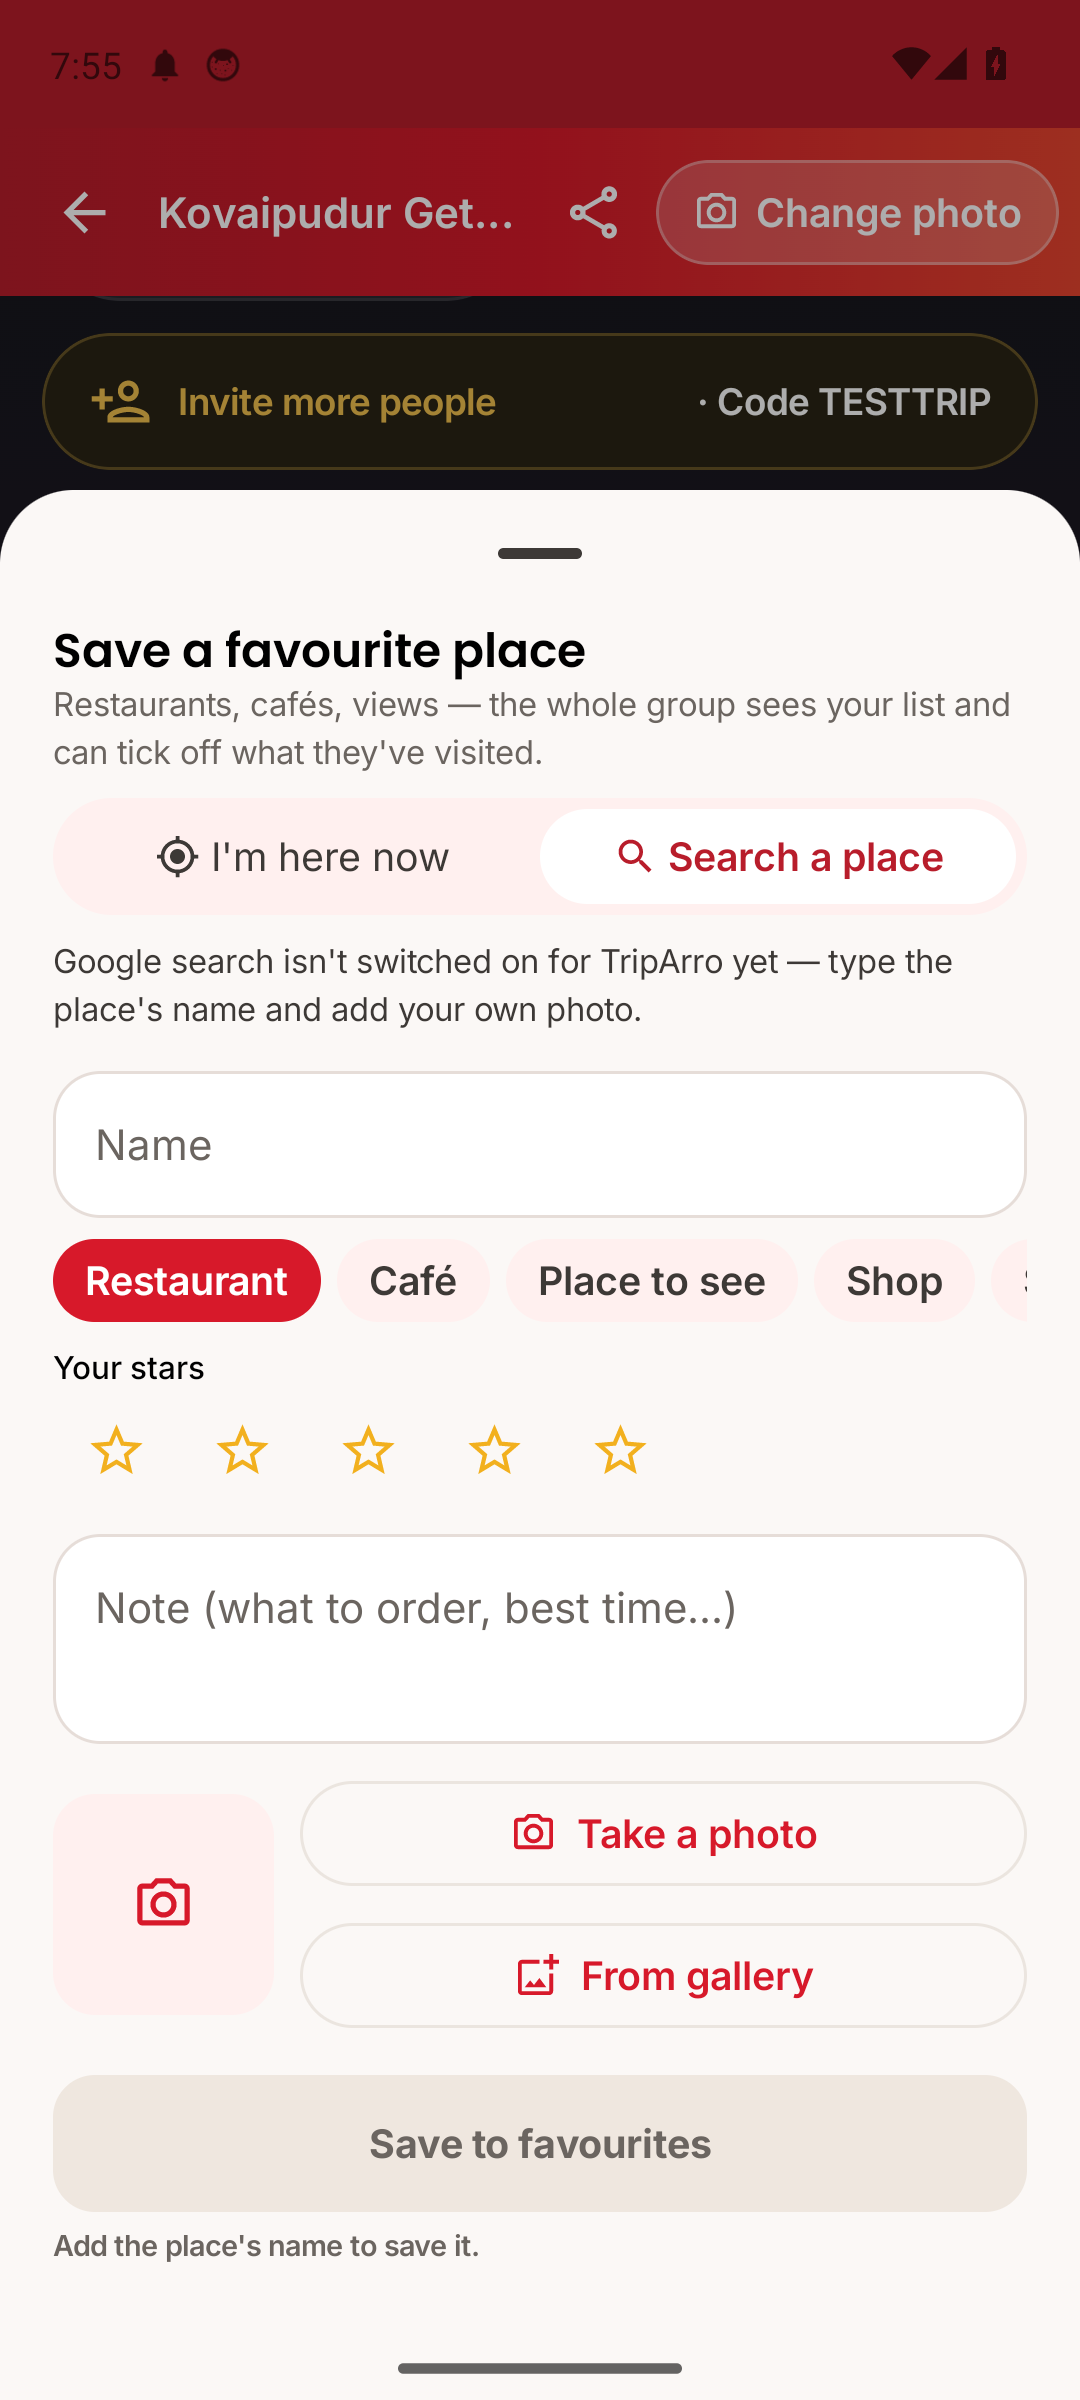 7:55
Kovaipudur Get...
Change photo
Invite more people
· Code TESTTRIP
Save a favourite place
Restaurants, cafés, views — the whole group sees your list and
can tick off what they've visited.
I'm here now
Search a place
Google search isn't switched on for TripArro yet — type the
place's name and add your own photo.
Name
Restaurant
Café
Place to see
Shop
Your stars
Note (what to order, best time...)
Take a photo
From gallery
Save to favourites
Add the place's name to save it.